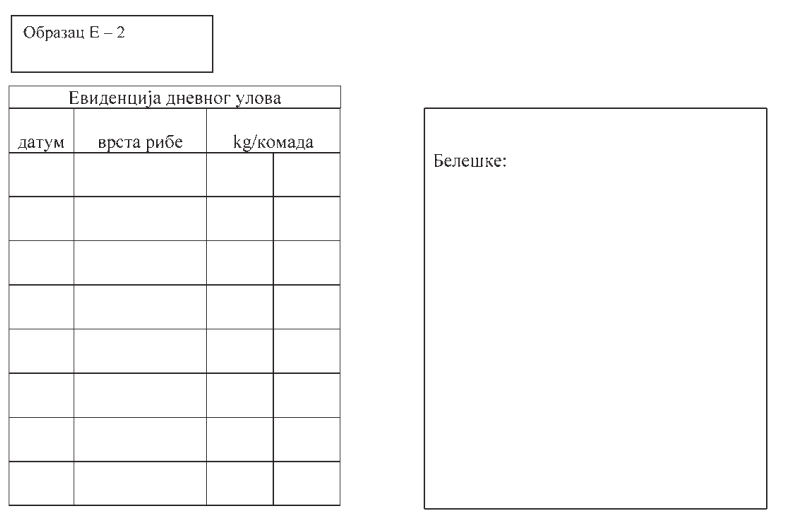 Образац Е – 2
Евиденција дневног улова
датум врста рибе kg/комада
Белешке: